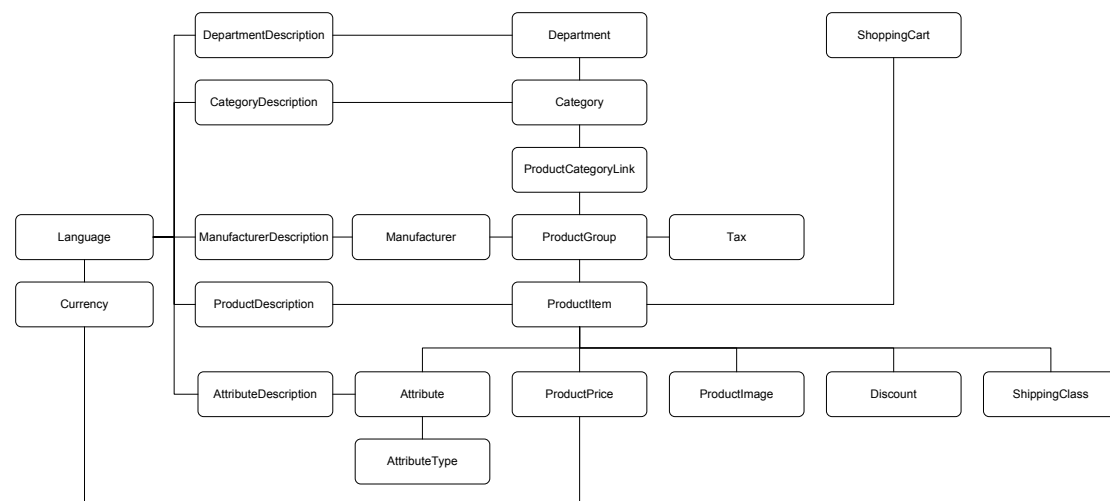 DepartmentDescription
Department
ShoppingCart
CategoryDescription
Category
ProductCategoryLink
Language
ManufacturerDescription
Manufacturer
ProductGroup
Tax
Currency
ProductDescription
ProductItem
AttributeDescription
Attribute
ProductPrice
ProductImage
Discount
ShippingClass
AttributeType